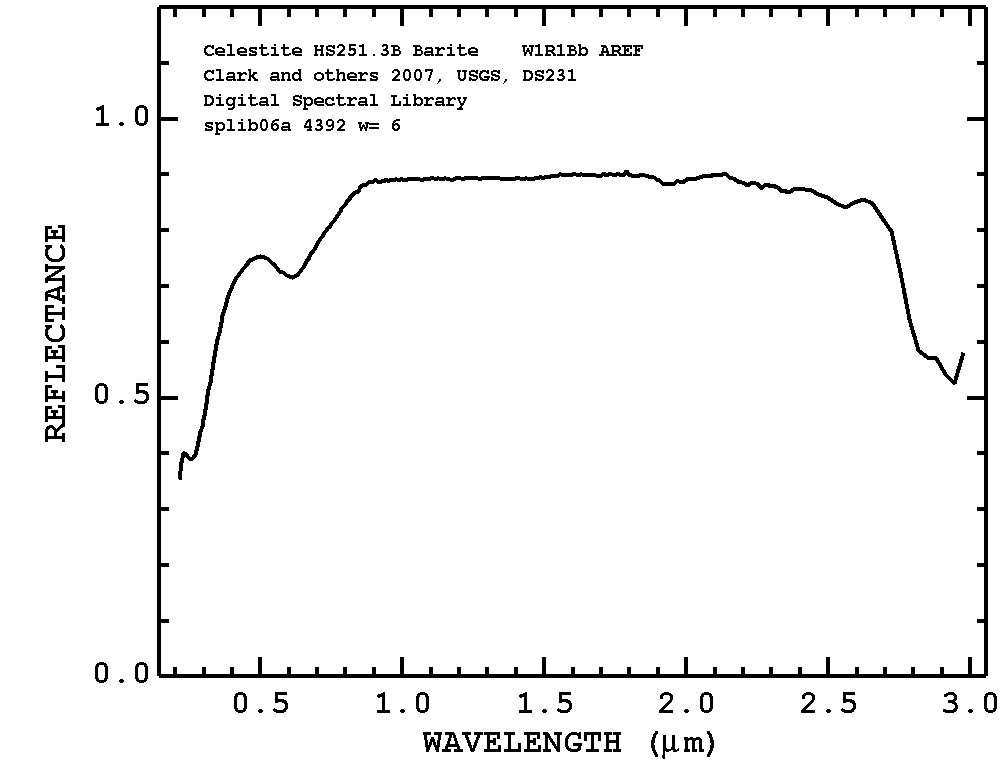 Celestite HS251.3B Barite    W1R1Bb AREF
Clark and others 2007, USGS, DS231
Digital Spectral Library
splib06a 4392 w= 6
REFLECTANCE
1.0
0.5
0.0
0.5 1.0 1.5 2.0 2.5 3.0
WAVELENGTH (μm)